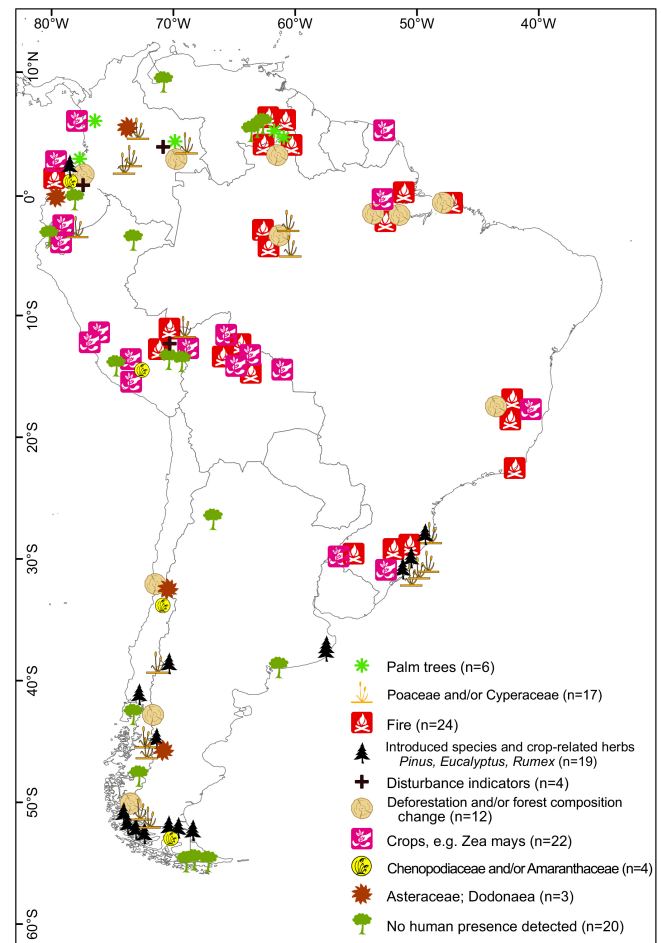 80°W 70°W 60°W 50°W 40°W
10°N
0°
10°S
20°S
30°S
40°S
50°S
60°S
Palm trees (n=6)
Poaceae and/or Cyperaceae (n=17)
Fire (n=24)
Introduced species and crop-related herbs
Pinus, Eucalyptus, Rumex (n=19)
Disturbance indicators (n=4)
Deforestation and/or forest composition
change (n=12)
Crops, e.g. Zea mays (n=22)
Chenopodiaceae and/or Amaranthaceae (n=4)
Asteraceae; Dodonaea (n=3)
No human presence detected (n=20)